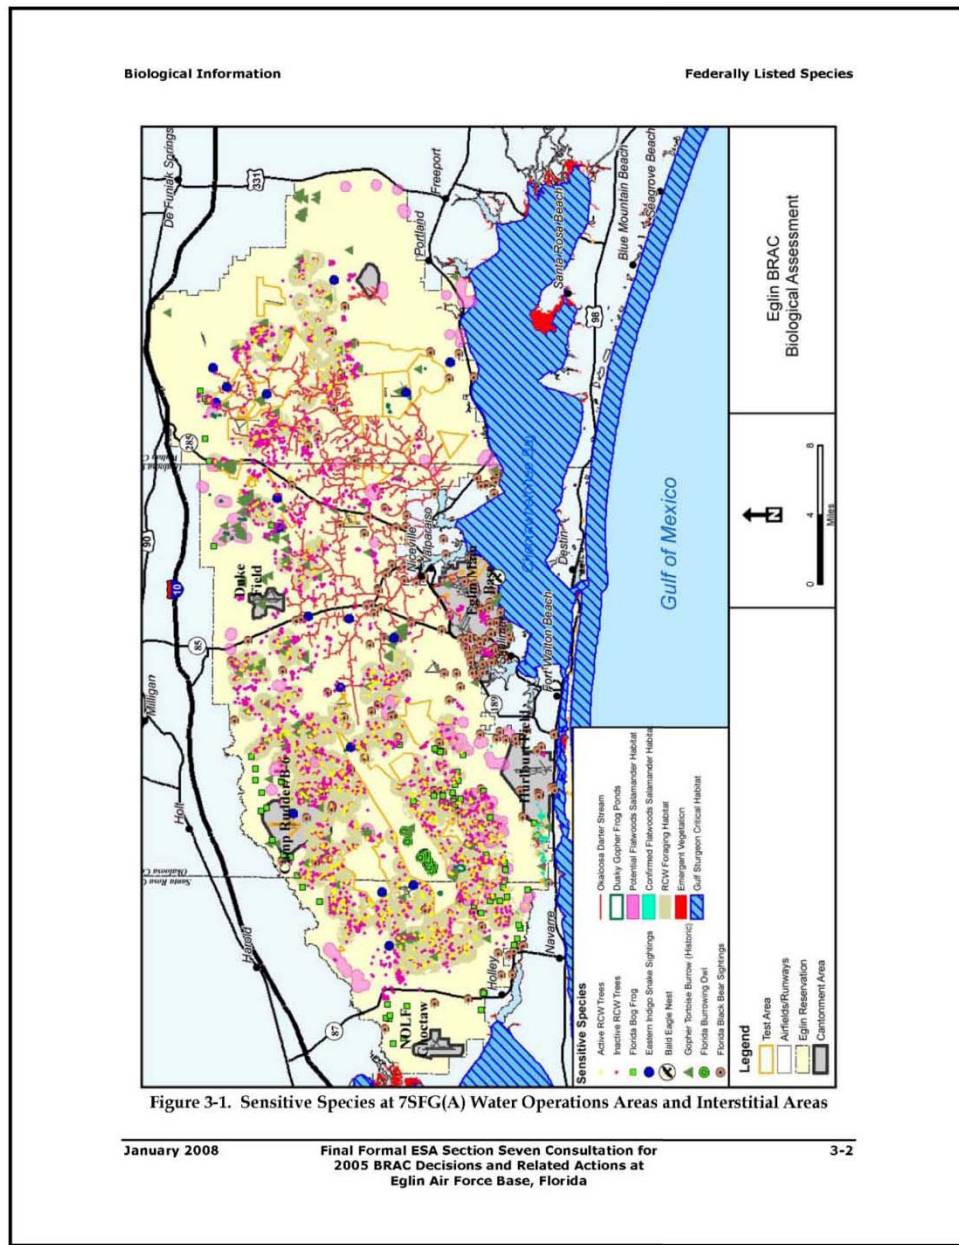 Biological Information
Federally Listed Species
De Funiak Springs
331
Freeport
Portland
Santa Rosa Beach
Blue Mountain Beach
Seagrove Beach
98
285
90
10
Duke
Field
Niceville
Valparaiso
Eglin Main
Base
Destin
Gulf of Mexico
85
Milligan
189
Fort Walton Beach
Holt
Camp Rudder/B-6
Hurlburt Field
Okaloosa Co
Santa Rosa C
Harold
87
NOLF
Choctaw
Holley
Navarre
Sensitive Species
Active RCW Trees
Inactive RCW Trees
Florida Bog Frog
Eastern Indigo Snake Sightings
Bald Eagle Nest
Gopher Tortoise Burrow (Historic)
Florida Burrowing Owl
Florida Black Bear Sightings
Okaloosa Darter Stream
Dusky Gopher Frog Ponds
Potential Flatwoods Salamander Habitat
Confirmed Flatwoods Salamander Habita
RCW Foraging Habitat
Emergent Vegetation
Gulf Sturgeon Critical Habitat
Legend
Test Area
Airfields/Runways
Eglin Reservation
Cantonment Area
N
0 4 8
Miles
Eglin BRAC
Biological Assessment
Figure 3-1. Sensitive Species at 7SFG(A) Water Operations Areas and Interstitial Areas
January 2008
Final Formal ESA Section Seven Consultation for
2005 BRAC Decisions and Related Actions at
Eglin Air Force Base, Florida
3-2